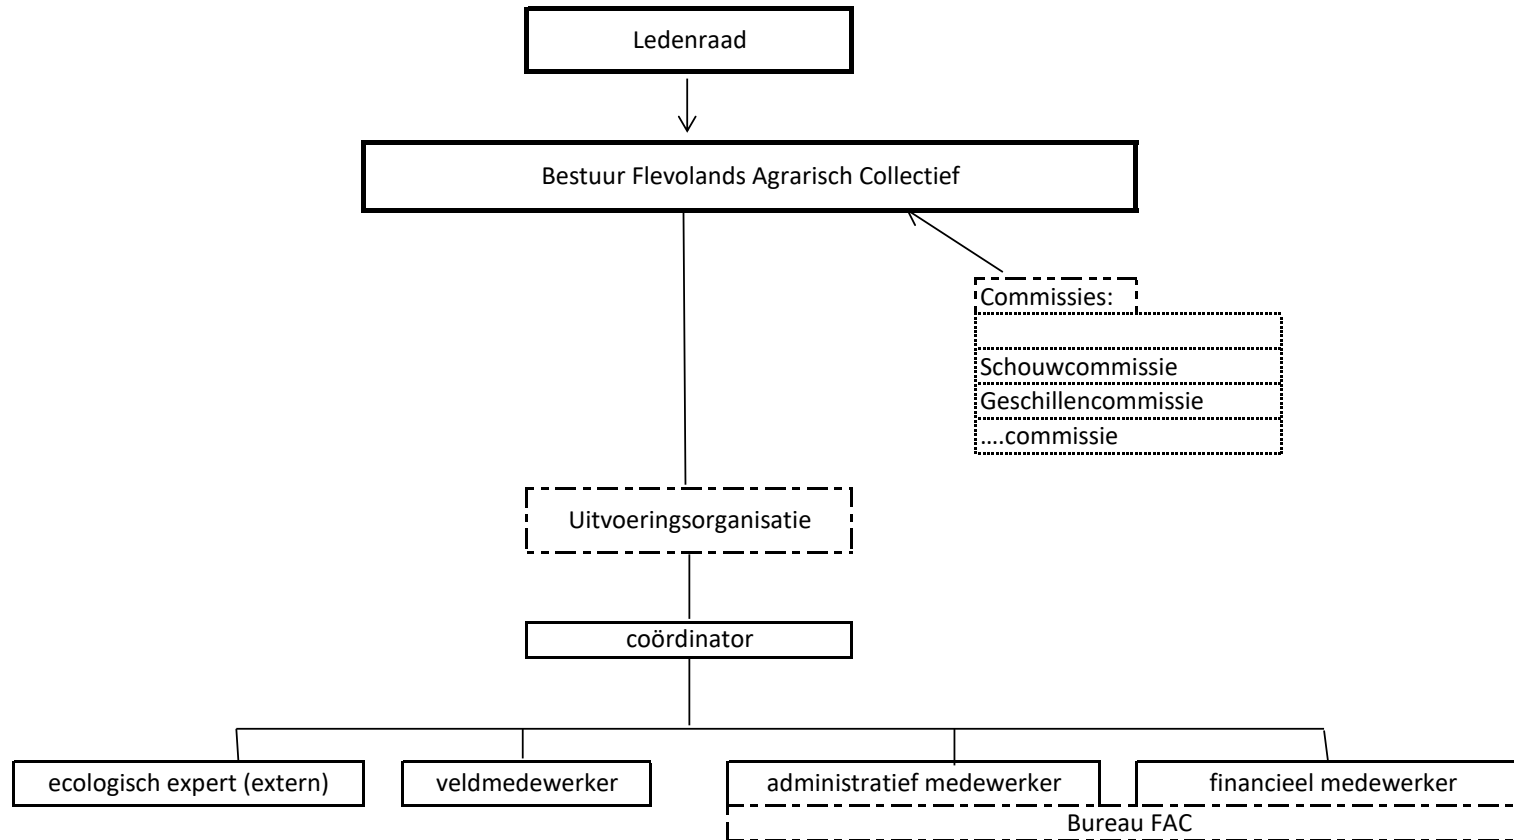 Ledenraad
Bestuur Flevolands Agrarisch Collectief
Commissies:
Schouwcommissie
Geschillencommissie
....commissie
Uitvoeringsorganisatie
coördinator
ecologisch expert (extern)
veldmedewerker
administratief medewerker
financieel medewerker
Bureau FAC